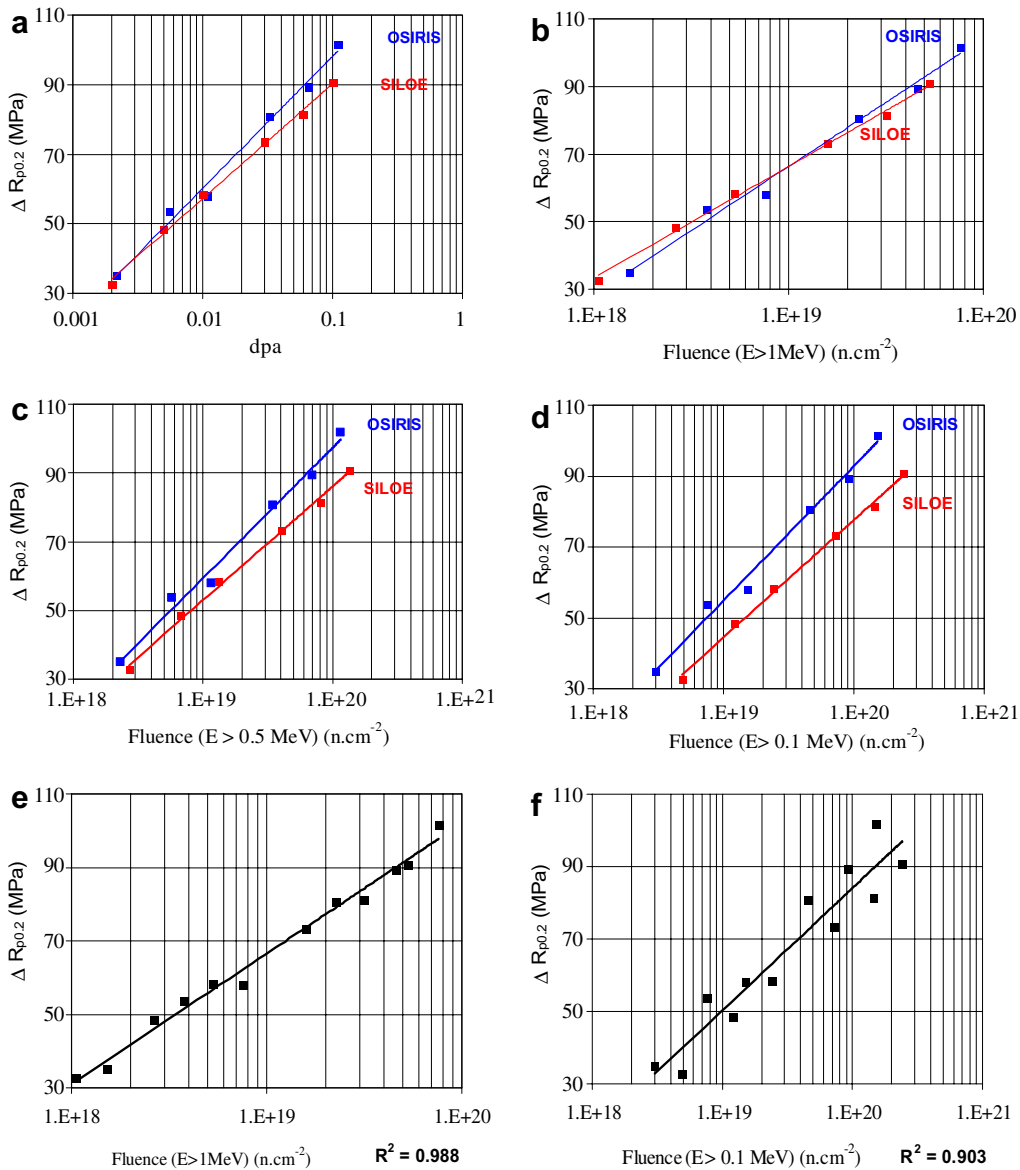 a
OSIRIS
SILOE
Δ Rp0.2 (MPa)
110
90
70
50
30
0.001 0.01 0.1 1
dpa
b
OSIRIS
SILOE
Δ Rp0.2 (MPa)
110
90
70
50
30
1.E+18 1.E+19 1.E+20
Fluence (E>1MeV) (n.cm-2)
c
OSIRIS
SILOE
Δ Rp0.2 (MPa)
110
90
70
50
30
1.E+18 1.E+19 1.E+20 1.E+21
Fluence (E > 0.5 MeV) (n.cm-2)
d
OSIRIS
SILOE
Δ Rp0.2 (MPa)
110
90
70
50
30
1.E+18 1.E+19 1.E+20 1.E+21
Fluence (E> 0.1 MeV) (n.cm-2)
e
Δ Rp0.2 (MPa)
110
90
70
50
30
1.E+18 1.E+19 1.E+20
Fluence (E>1MeV) (n.cm-2) R2 = 0.988
f
Δ Rp0.2 (MPa)
110
90
70
50
30
1.E+18 1.E+19 1.E+20 1.E+21
Fluence (E> 0.1 MeV) (n.cm-2) R2 = 0.903